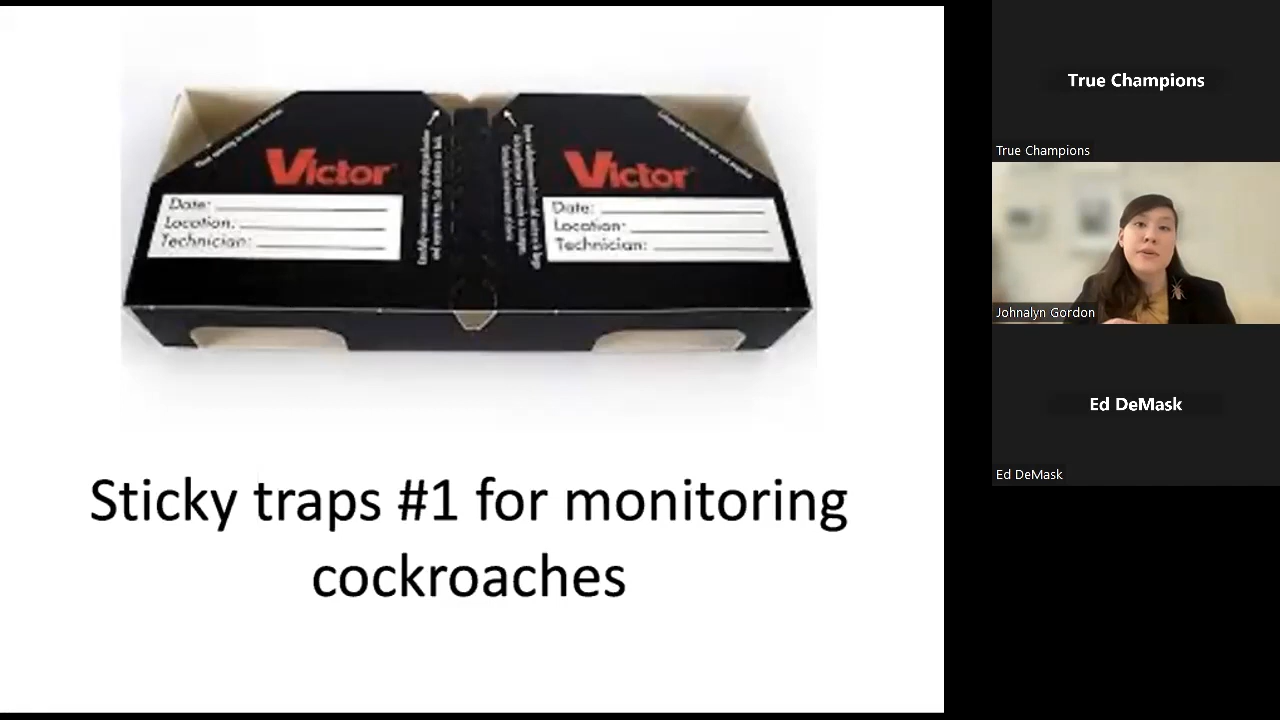 Victor
Date:
Location:
Technician:
Victor
Date:
Location:
Technician:
Sticky traps #1 for monitoring
cockroaches
True Champions
True Champions
Johnalyn Gordon
Ed DeMask
Ed DeMask